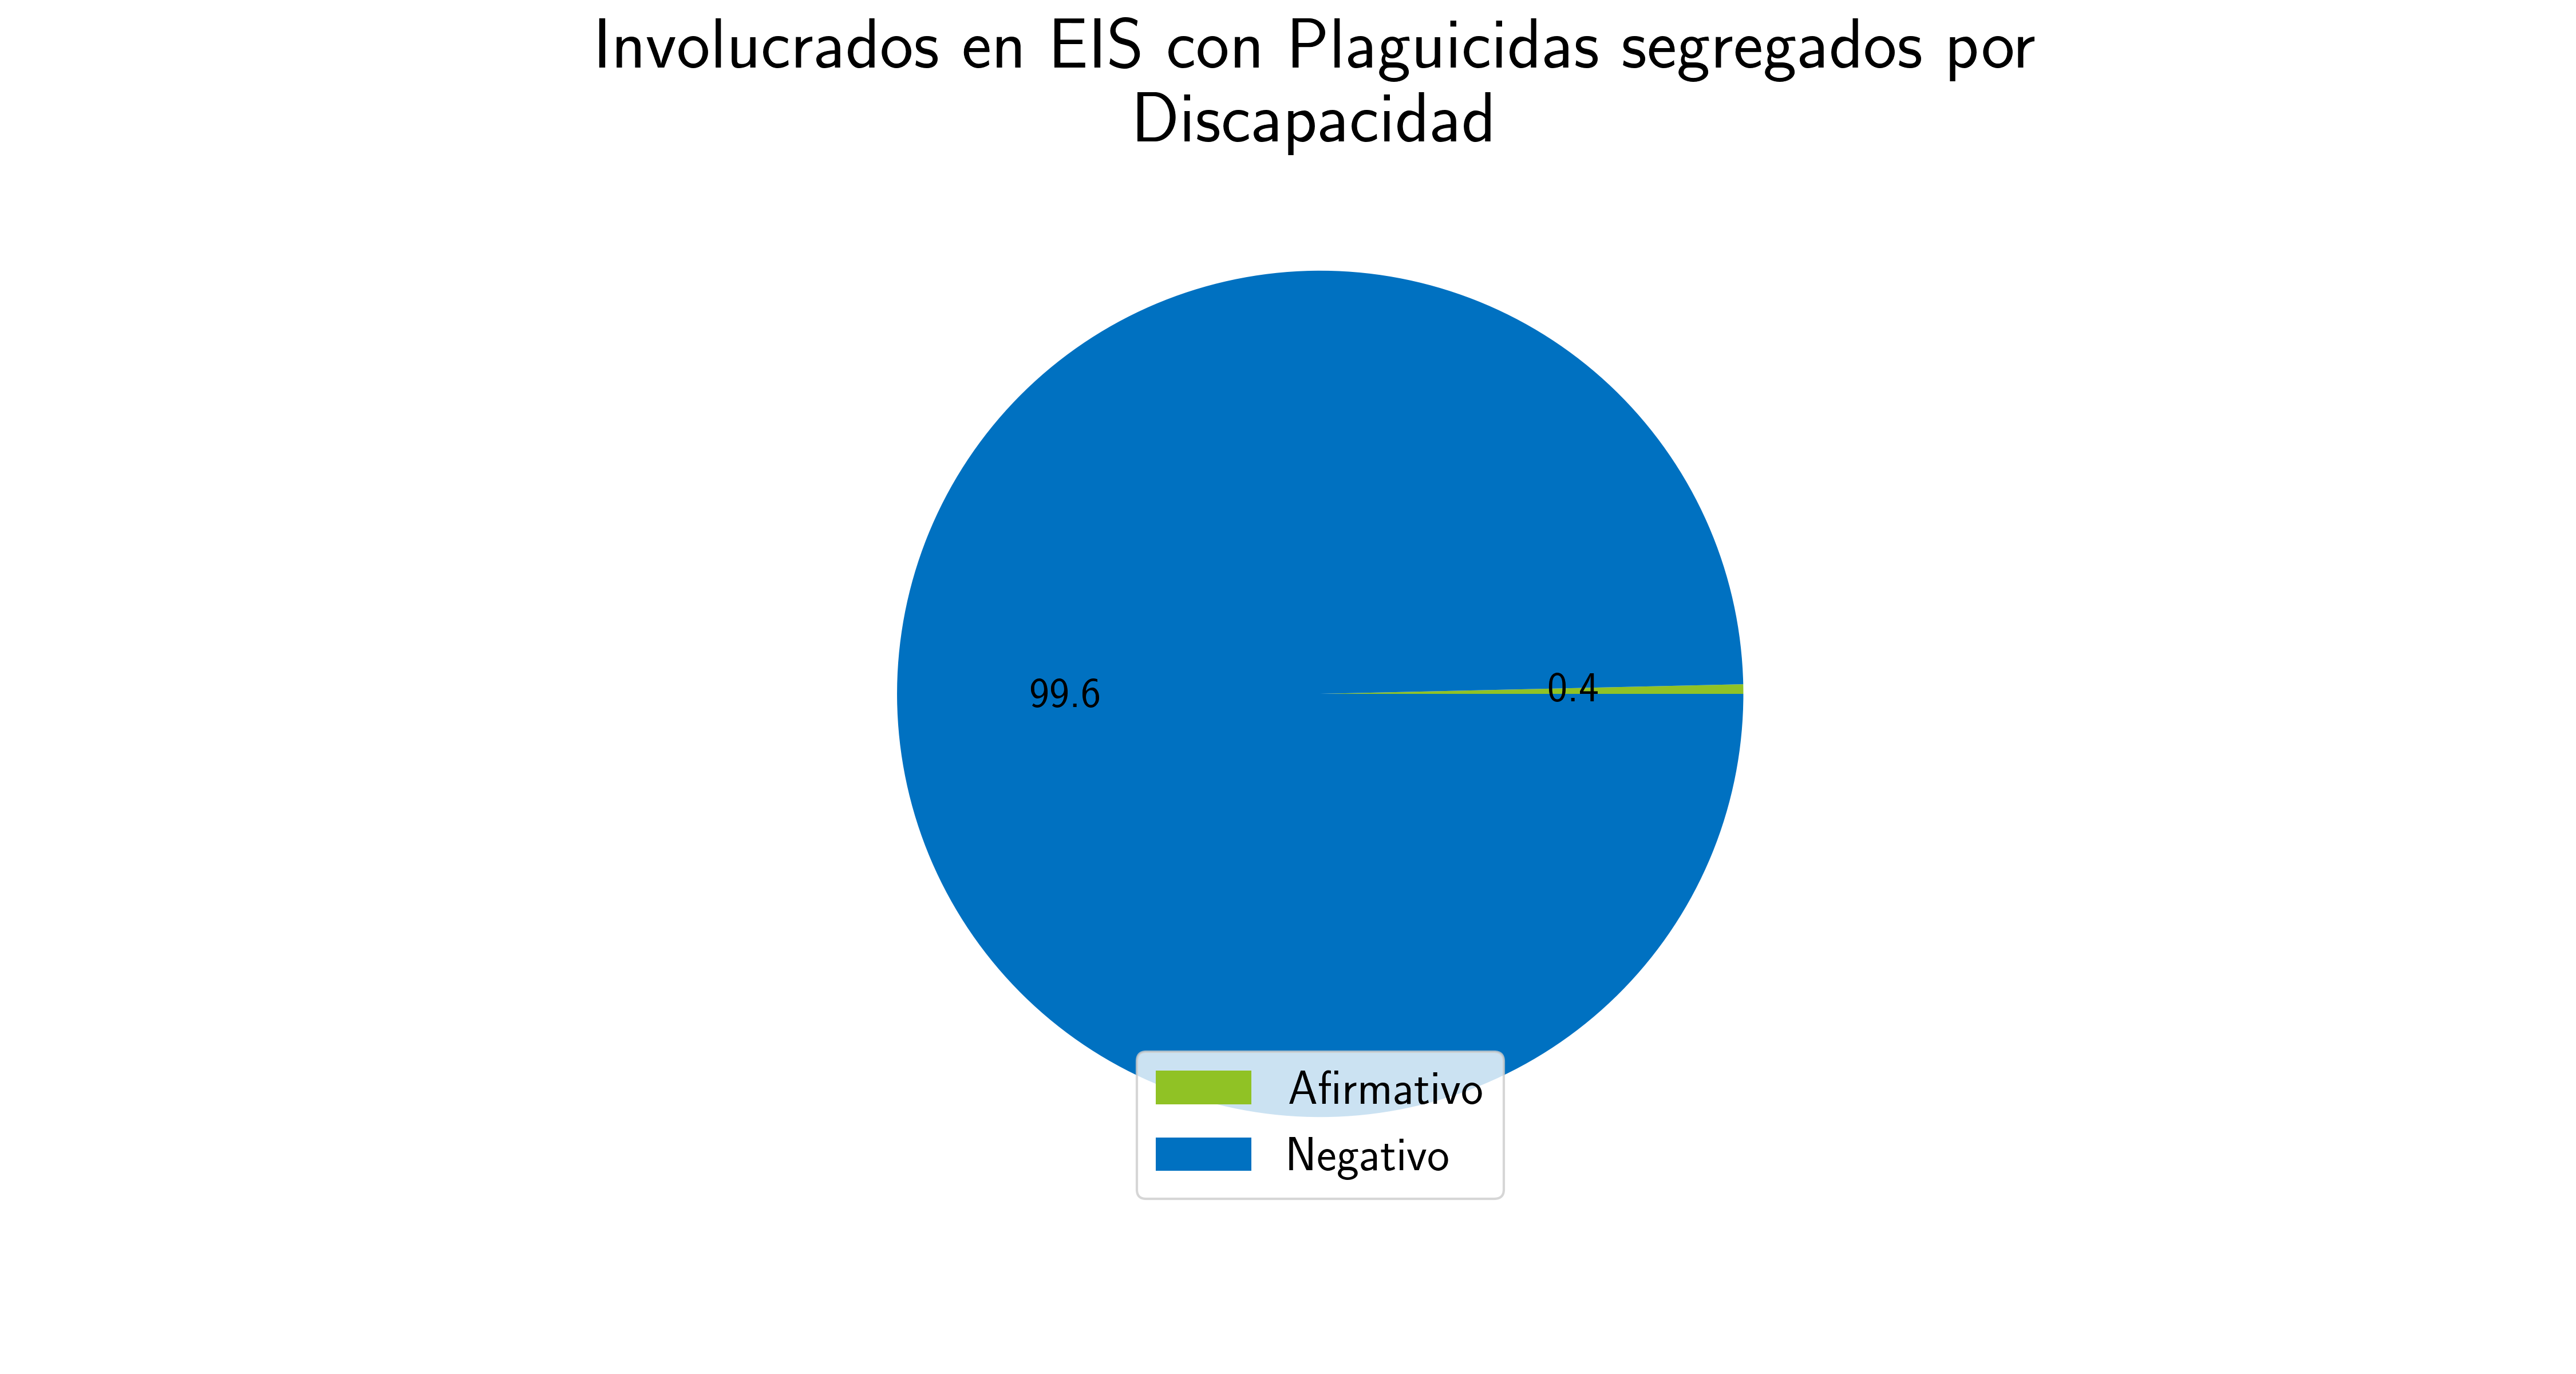 Involucrados en EIS con Plaguicidas segregados por
Discapacidad
99.6
0.4
Afirmativo
Negativo